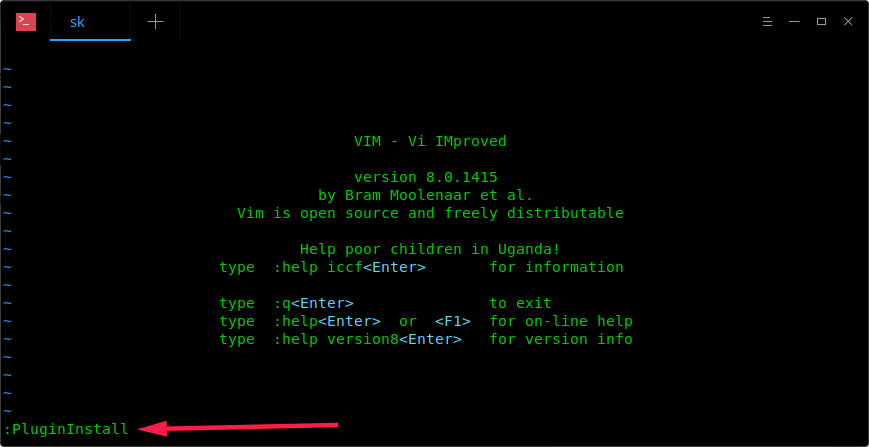 sk
~
~
~
~
~ VIM - Vi IMproved
~
~ version 8.0.1415
~ by Bram Moolenaar et al.
~ Vim is open source and freely distributable
~
~ Help poor children in Uganda!
~ type :help iccf<Enter> for information
~
~ type :q<Enter> to exit
~ type :help<Enter> or <F1> for on-line help
~ type :help version8<Enter> for version info
~
~
~
~
:PluginInstall